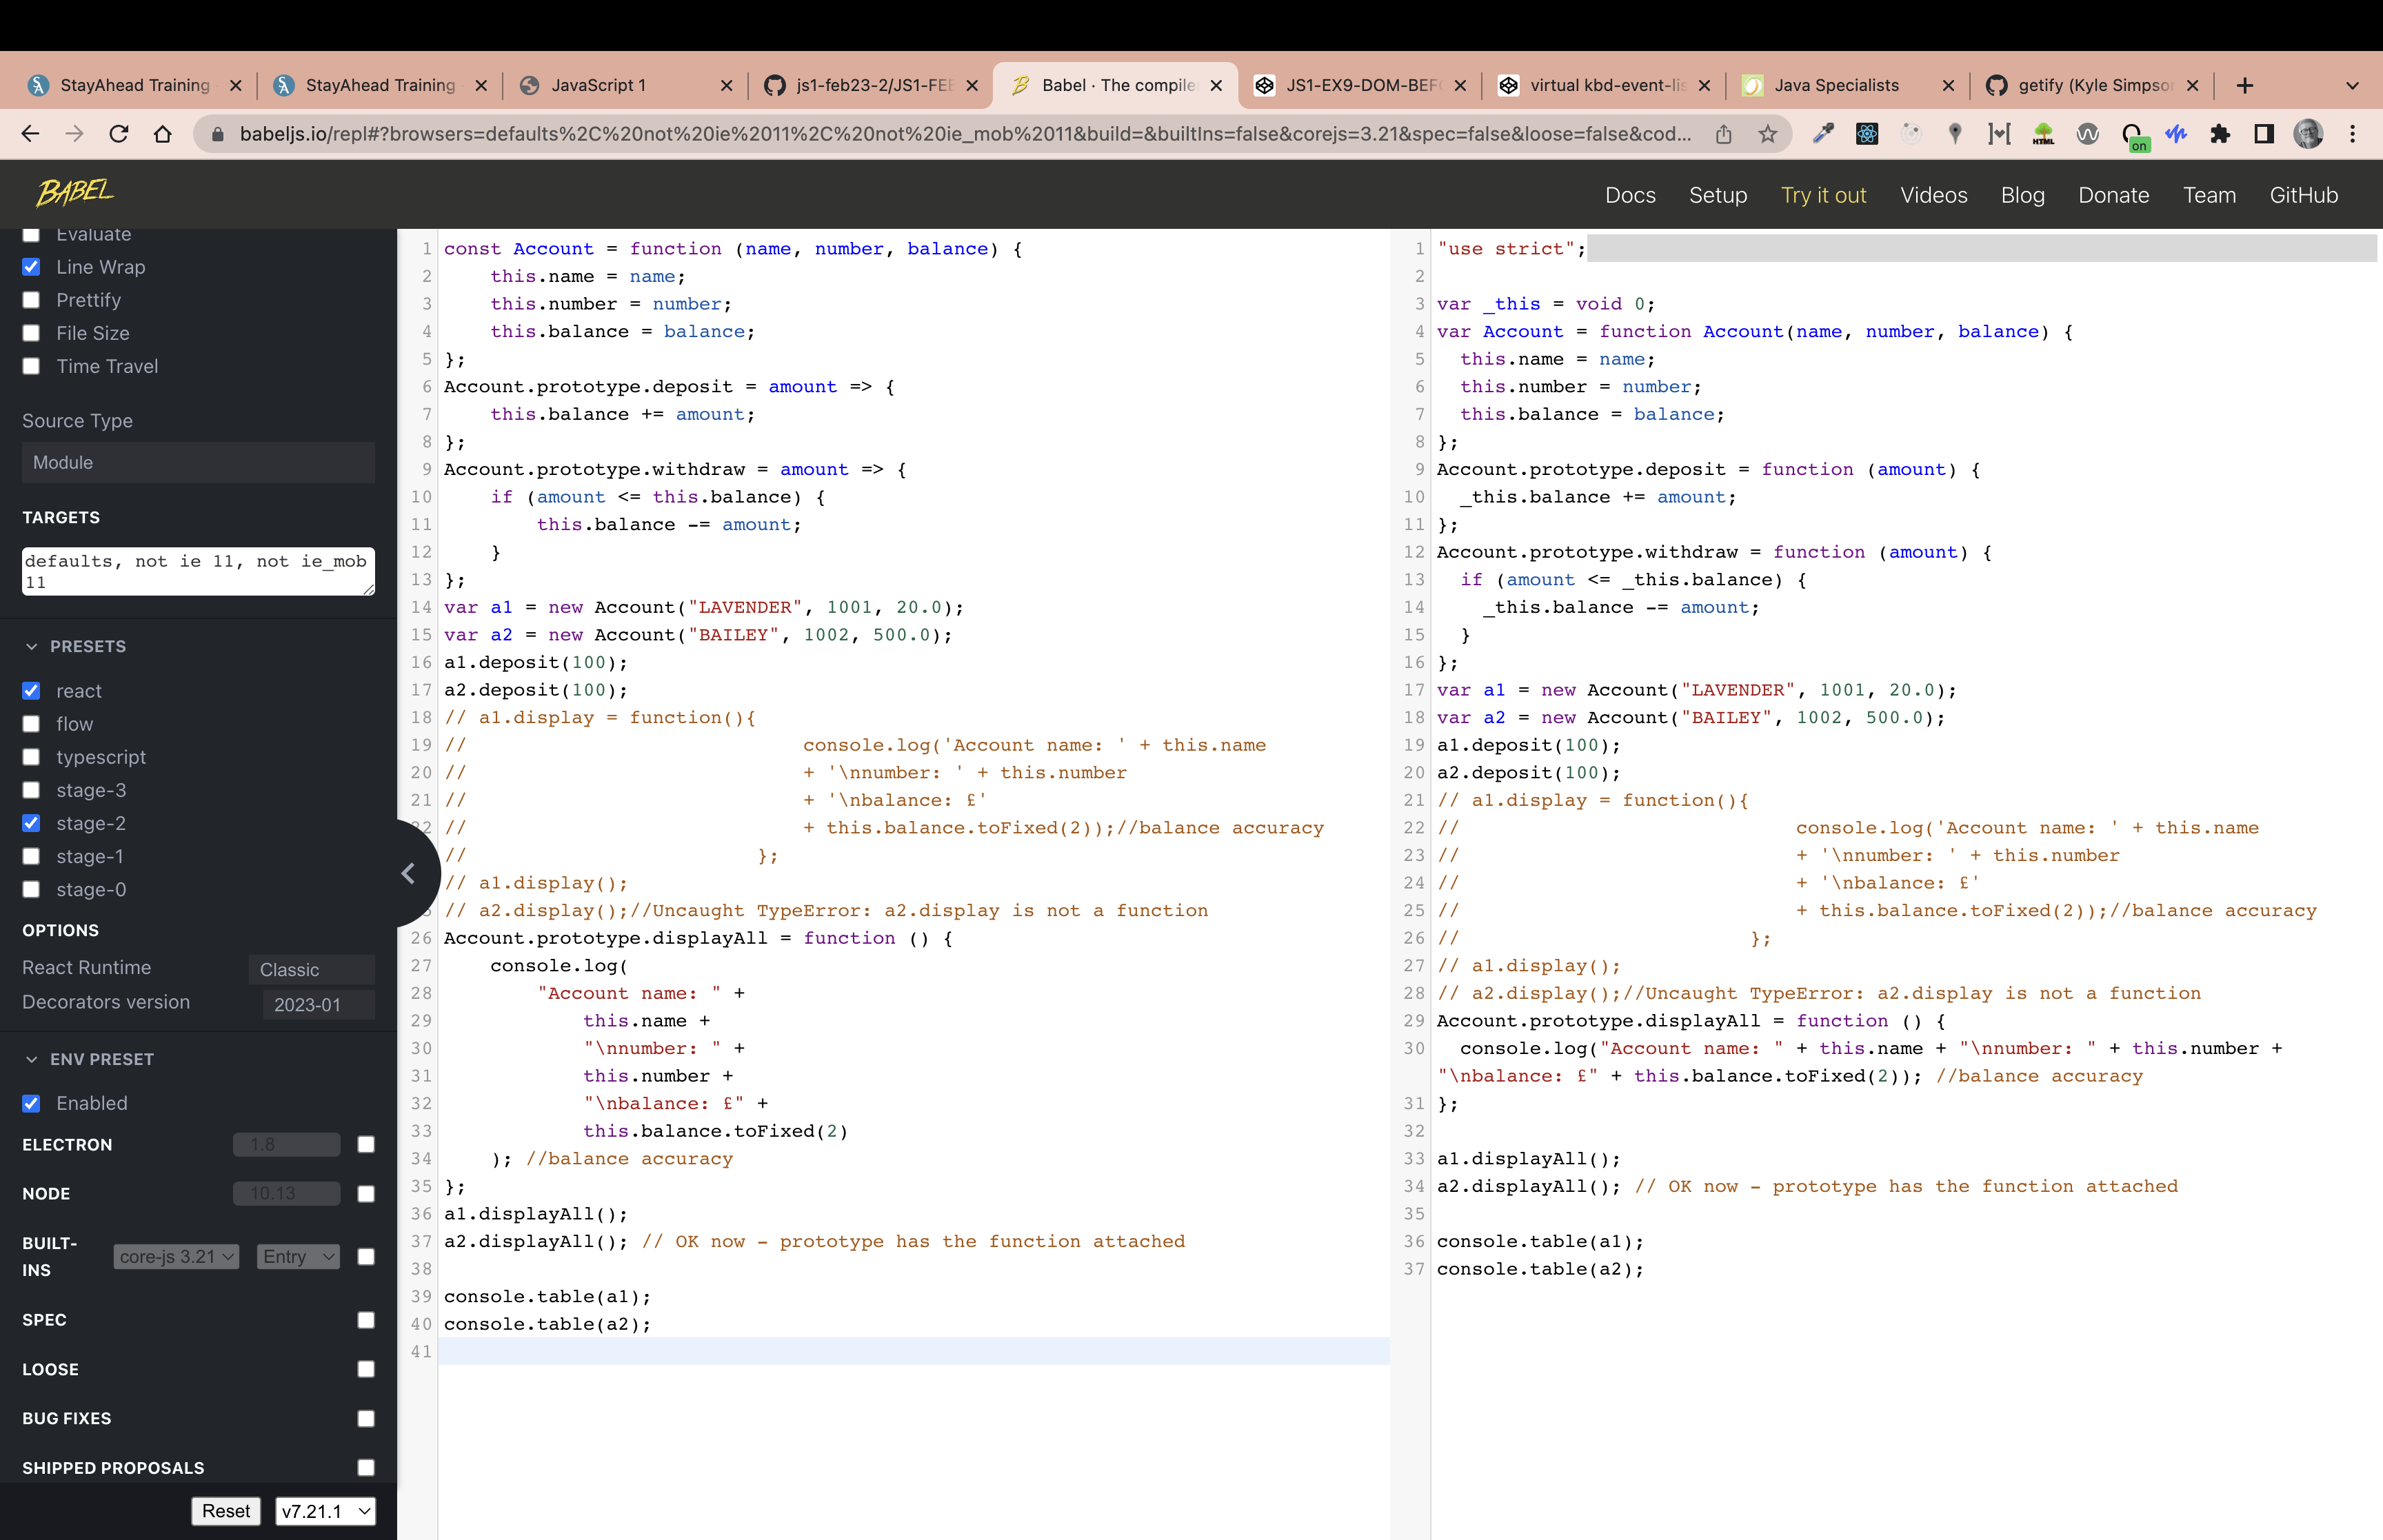 StayAhead Training
StayAhead Training
JavaScript 1
js1-feb23-2/JS1-FEE
Babel · The compile
JS1-EX9-DOM-BEF
virtual kbd-event-lis
Java Specialists
getify (Kyle Simpson
babeljs.io/repl#?browsers=defaults%2C%20not%20ie%2011%2C%20not%20ie_mob%2011&build=&builtIns=false&corejs=3.21&spec=false&loose=false&cod...
HTML
on
BABEL
Docs
Setup
Try it out
Videos
Blog
Donate
Team
GitHub
Evaluate
Line Wrap
Prettify
File Size
Time Travel
Source Type
Module
TARGETS
defaults, not ie 11, not ie_mob
11
PRESETS
react
flow
typescript
stage-3
stage-2
stage-1
stage-0
OPTIONS
React Runtime Classic
Decorators version 2023-01
ENV PRESET
Enabled
ELECTRON 1.8
NODE 10.13
BUILT-
INS core-js 3.21 Entry
SPEC
LOOSE
BUG FIXES
SHIPPED PROPOSALS
Reset v7.21.1
1 const Account = function (name, number, balance) {
2 this.name = name;
3 this.number = number;
4 this.balance = balance;
5 };
6 Account.prototype.deposit = amount => {
7 this.balance += amount;
8 };
9 Account.prototype.withdraw = amount => {
10 if (amount <= this.balance) {
11 this.balance -= amount;
12 }
13 };
14 var a1 = new Account("LAVENDER", 1001, 20.0);
15 var a2 = new Account("BAILEY", 1002, 500.0);
16 a1.deposit(100);
17 a2.deposit(100);
18 // a1.display = function(){
19 // console.log('Account name: ' + this.name
20 // + '\nnumber: ' + this.number
21 // + '\nbalance: £'
22 // + this.balance.toFixed(2));//balance accuracy
// };
// a1.display();
// a2.display();//Uncaught TypeError: a2.display is not a function
26 Account.prototype.displayAll = function () {
27 console.log(
28 "Account name: " +
29 this.name +
30 "\nnumber: " +
31 this.number +
32 "\nbalance: £" +
33 this.balance.toFixed(2)
34 ); //balance accuracy
35 };
36 a1.displayAll();
37 a2.displayAll(); // OK now - prototype has the function attached
38
39 console.table(a1);
40 console.table(a2);
41
1 "use strict";
2
3 var _this = void 0;
4 var Account = function Account(name, number, balance) {
5 this.name = name;
6 this.number = number;
7 this.balance = balance;
8 };
9 Account.prototype.deposit = function (amount) {
10 _this.balance += amount;
11 };
12 Account.prototype.withdraw = function (amount) {
13 if (amount <= _this.balance) {
14 _this.balance -= amount;
15 }
16 };
17 var a1 = new Account("LAVENDER", 1001, 20.0);
18 var a2 = new Account("BAILEY", 1002, 500.0);
19 a1.deposit(100);
20 a2.deposit(100);
21 // a1.display = function(){
22 // console.log('Account name: ' + this.name
23 // + '\nnumber: ' + this.number
24 // + '\nbalance: £'
25 // + this.balance.toFixed(2));//balance accuracy
26 // };
27 // a1.display();
28 // a2.display();//Uncaught TypeError: a2.display is not a function
29 Account.prototype.displayAll = function () {
30 console.log("Account name: " + this.name + "\nnumber: " + this.number +
"\nbalance: £" + this.balance.toFixed(2)); //balance accuracy
31 };
32
33 a1.displayAll();
34 a2.displayAll(); // OK now - prototype has the function attached
35
36 console.table(a1);
37 console.table(a2);